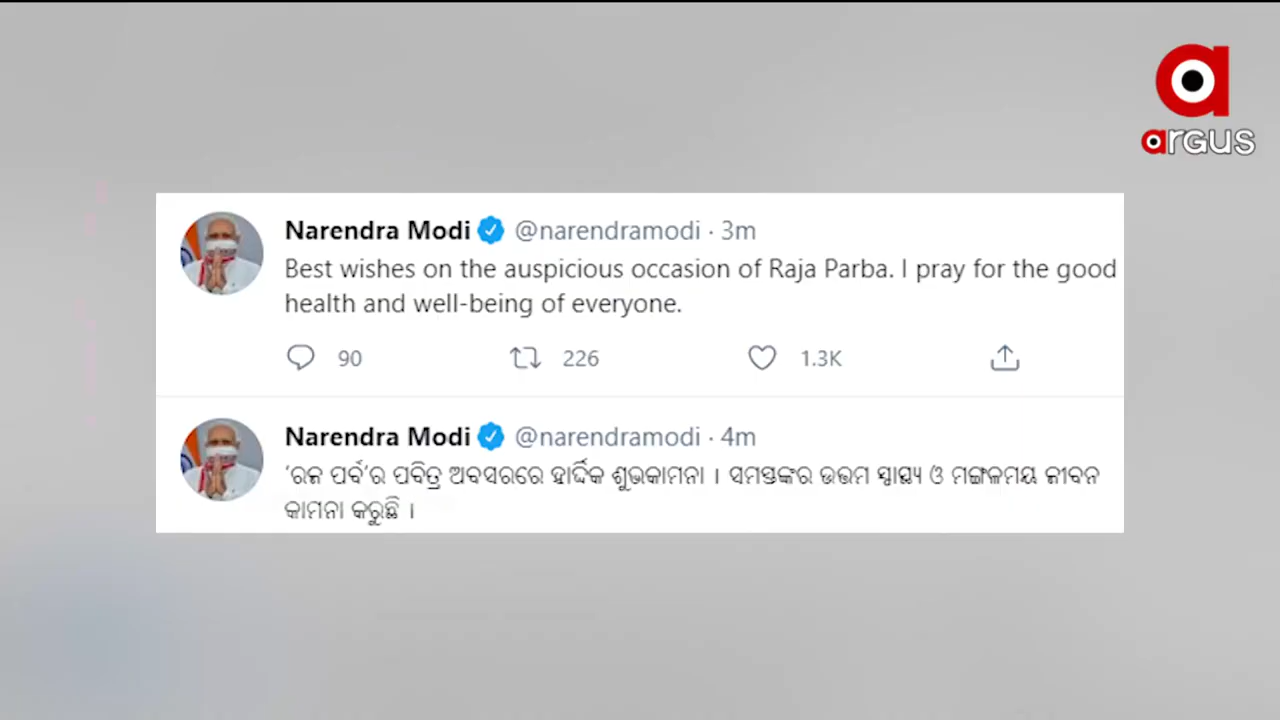 argus
Narendra Modi @narendramodi · 3m
Best wishes on the auspicious occasion of Raja Parba. I pray for the good
health and well-being of everyone.
90 226 1.3K
Narendra Modi @narendramodi · 4m
‘ରଜ ପର୍ବ’ର ପବିତ୍ର ଅବସରରେ ହାର୍ଦ୍ଦିକ ଶୁଭକାମନା । ସମସ୍ତଙ୍କର ଉତ୍ତମ ସ୍ୱାସ୍ଥ୍ୟ ଓ ମଙ୍ଗଳମୟ ଜୀବନ
କାମନା କରୁଛି ।